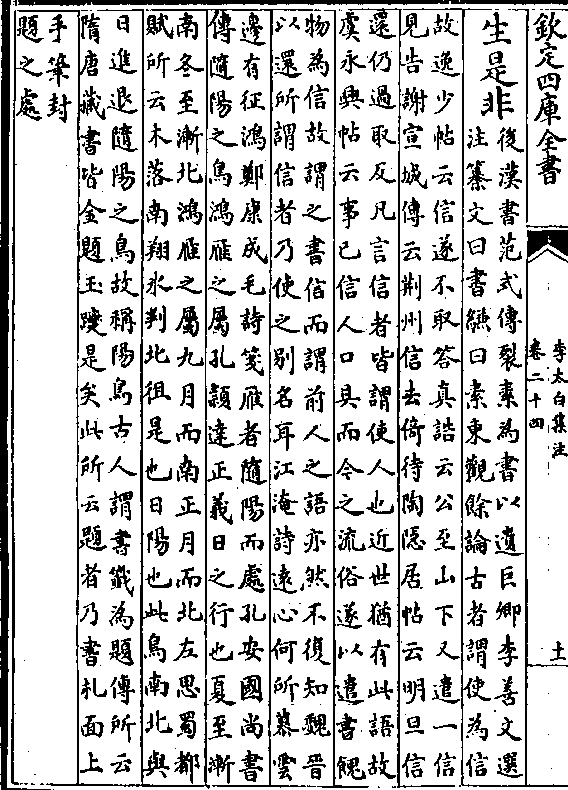 欽定四庫全書
李太白集注
卷二十四
十一
生是非
後漢書范式傳裂素為書以遺巨卿李善文選
注纂文曰書縑曰素東觀餘論古者謂使為信
故逸少帖云信遂不取答真誥云公至山下又遣一信
見告謝宣城傳云荆州信去倚待陶隱居帖云明旦信
還仍過取反凡言信者皆謂使人也近世猶有此語故
虞永興帖云事已信人口具而今之流俗遂以遣書餽
物為信故謂之書信而謂前人之語亦然不復知魏晉
以還所謂信者乃使之别名耳江淹詩逺心何所慕雲
邊有征鴻鄭康成毛詩箋雁者隨陽而處孔安國尚書
傳隨陽之鳥鴻雁之屬孔頴達正義日之行也夏至漸
南冬至漸北鴻雁之屬九月而南正月而北左思蜀都
賦所云木落南翔氷判北徂是也日陽也此鳥南北與
日進退隨陽之鳥故稱陽鳥古人謂書籤為題傳所云
隋唐藏書皆金題玉躞是矣此所云題者乃書札面上
手筆封
題之處